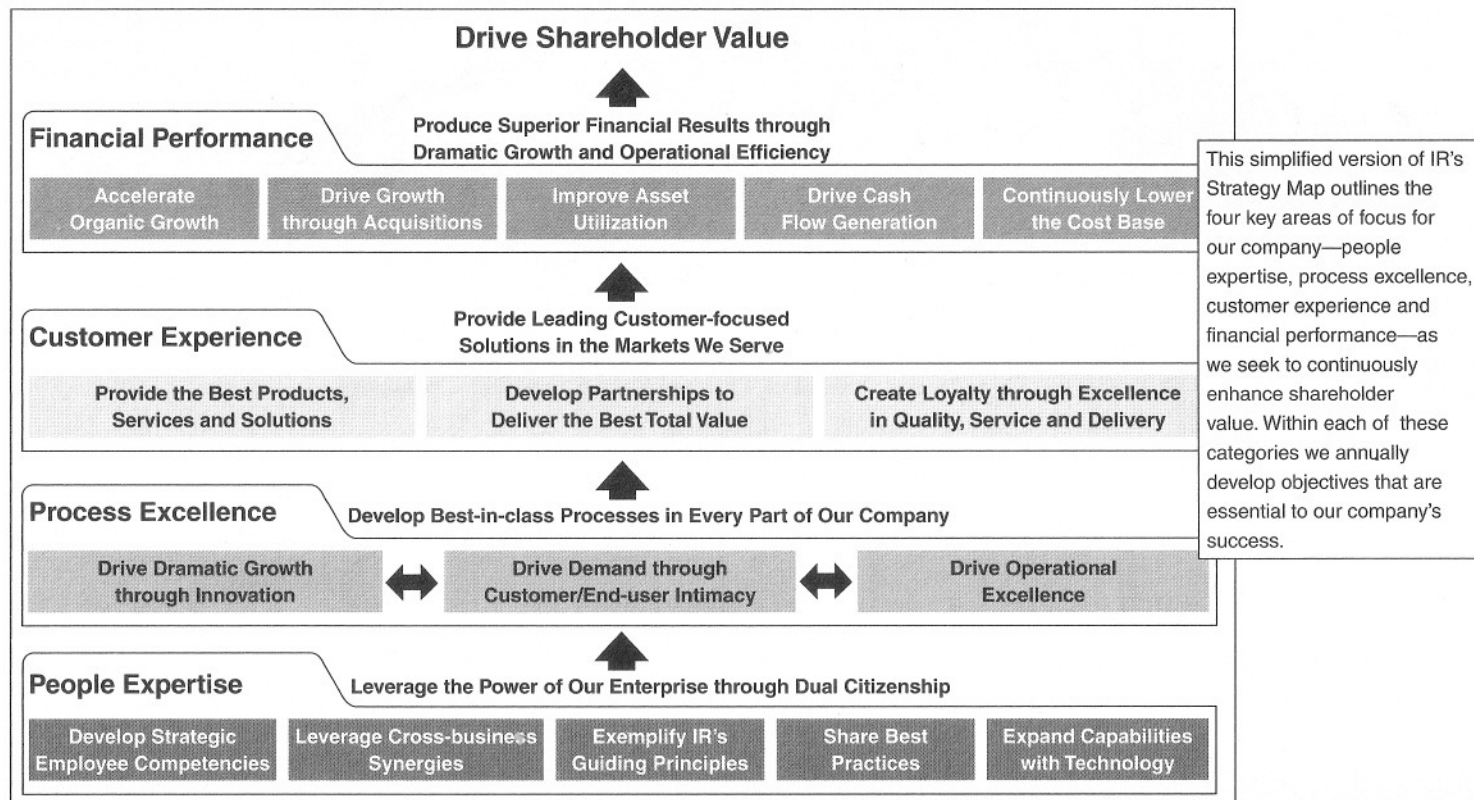 Drive Shareholder Value
Financial Performance
Produce Superior Financial Results through
Dramatic Growth and Operational Efficiency
Accelerate
Organic Growth
Drive Growth
through Acquisitions
Improve Asset
Utilization
Drive Cash
Flow Generation
Continuously Lower
the Cost Base
Customer Experience
Provide Leading Customer-focused
Solutions in the Markets We Serve
Provide the Best Products,
Services and Solutions
Develop Partnerships to
Deliver the Best Total Value
Create Loyalty through Excellence
in Quality, Service and Delivery
Process Excellence
Develop Best-in-class Processes in Every Part of Our Company
Drive Dramatic Growth
through Innovation
Drive Demand through
Customer/End-user Intimacy
Drive Operational
Excellence
People Expertise
Leverage the Power of Our Enterprise through Dual Citizenship
Develop Strategic
Employee Competencies
Leverage Cross-business
Synergies
Exemplify IR's
Guiding Principles
Share Best
Practices
Expand Capabilities
with Technology
This simplified version of IR's
Strategy Map outlines the
four key areas of focus for
our company—people
expertise, process excellence,
customer experience and
financial performance—as
we seek to continuously
enhance shareholder
value. Within each of these
categories we annually
develop objectives that are
essential to our company's
success.